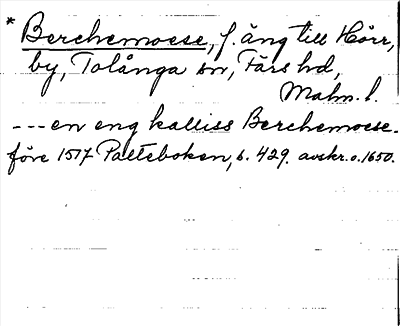 * Berchemoese, f. äng till Hörr,
by, Tolånga sn, Färs hd,
Malm. l.
--- en eng kalliss Berchemoese.
före 1517 Palteboken, s. 429. avskr. o. 1650.